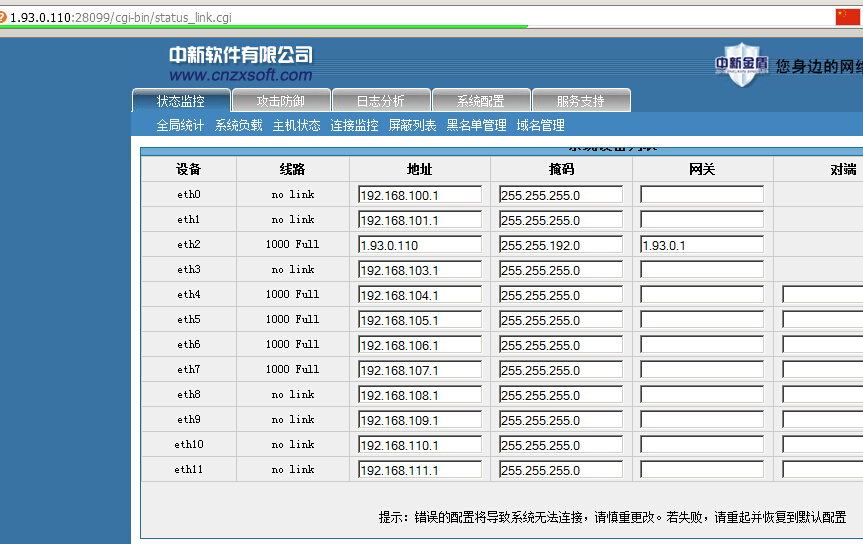 1.93.0.110:28099/cgi-bin/status_link.cgi
中新软件有限公司
www.cnzxsoft.com
中新金盾 您身边的网络
状态监控 攻击防御 日志分析 系统配置 服务支持
全局统计 系统负载 主机状态 连接监控 屏蔽列表 黑名单管理 域名管理
设备 线路 地址 掩码 网关 对端
eth0 no link 192.168.100.1 255.255.255.0
eth1 no link 192.168.101.1 255.255.255.0
eth2 1000 Full 1.93.0.110 255.255.192.0 1.93.0.1
eth3 no link 192.168.103.1 255.255.255.0
eth4 1000 Full 192.168.104.1 255.255.255.0
eth5 1000 Full 192.168.105.1 255.255.255.0
eth6 1000 Full 192.168.106.1 255.255.255.0
eth7 1000 Full 192.168.107.1 255.255.255.0
eth8 no link 192.168.108.1 255.255.255.0
eth9 no link 192.168.109.1 255.255.255.0
eth10 no link 192.168.110.1 255.255.255.0
eth11 no link 192.168.111.1 255.255.255.0
提示：错误的配置将导致系统无法连接，请慎重更改。若失败，请重起并恢复到默认配置